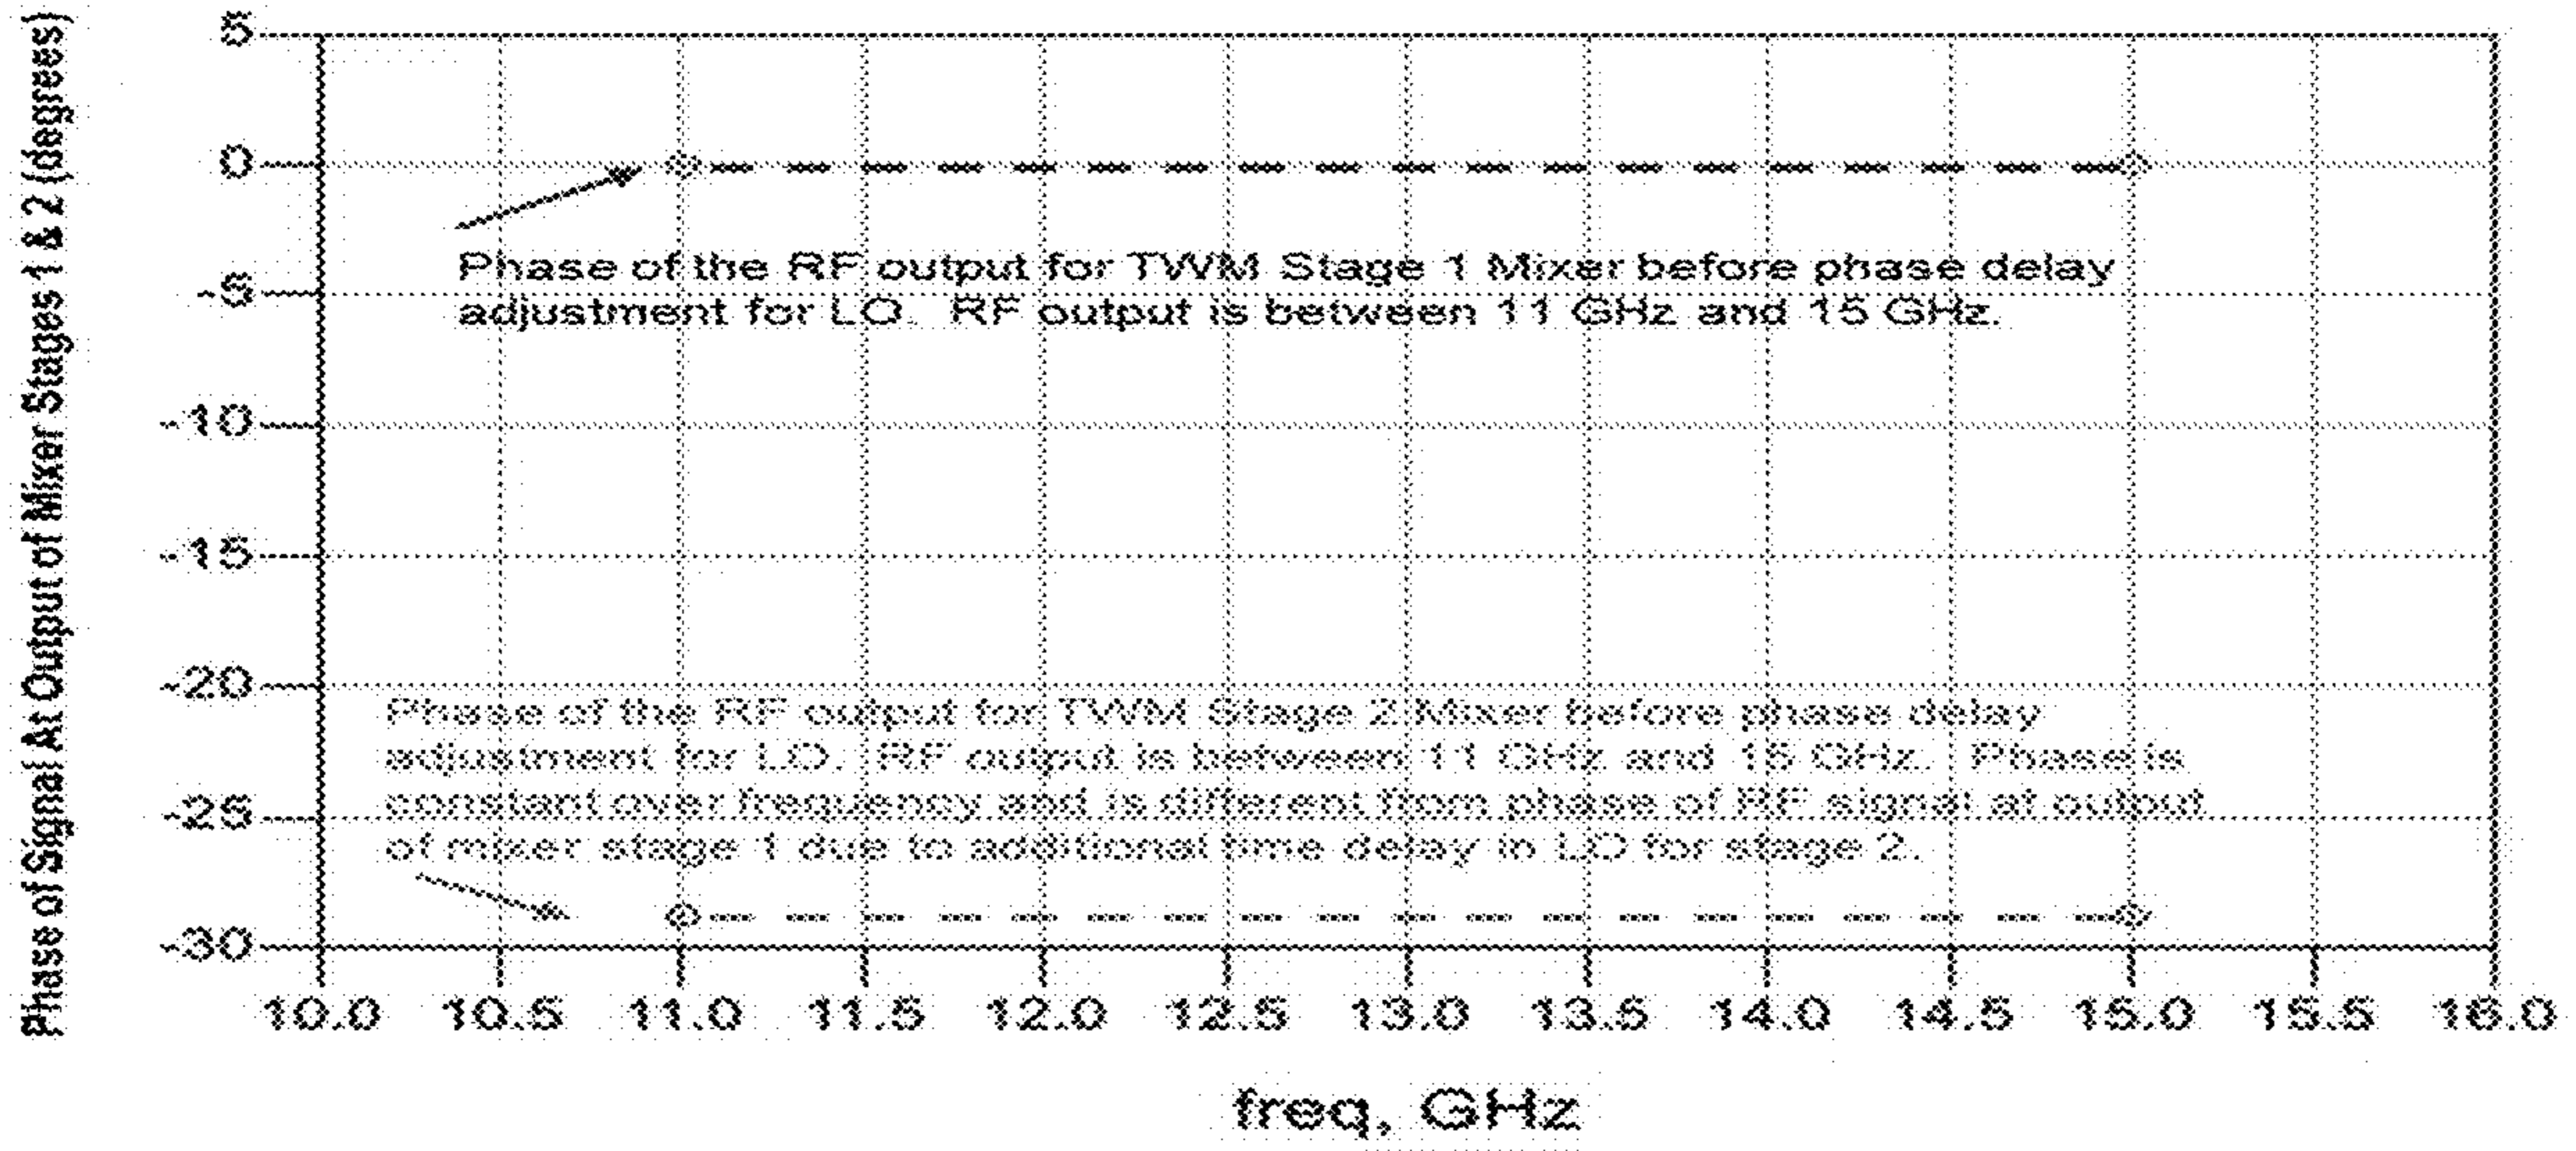 Phase of Signal At Output of Mixer Stages 1 & 2 (degrees)
5
0
-5
-10
-15
-20
-25
-30
Phase of the RF output for TWM Stage 1 Mixer before phase delay
adjustment for LO. RF output is between 11 GHz and 15 GHz.
Phase of the RF output for TWM Stage 2 Mixer before phase delay
adjustment for LO. RF output is between 11 GHz and 15 GHz. Phase is
constant over frequency and is different from phase of RF signal at output
of mixer stage 1 due to additional time delay in LO for stage 2.
10.0 10.5 11.0 11.5 12.0 12.5 13.0 13.5 14.0 14.5 15.0 15.5 16.0
freq, GHz